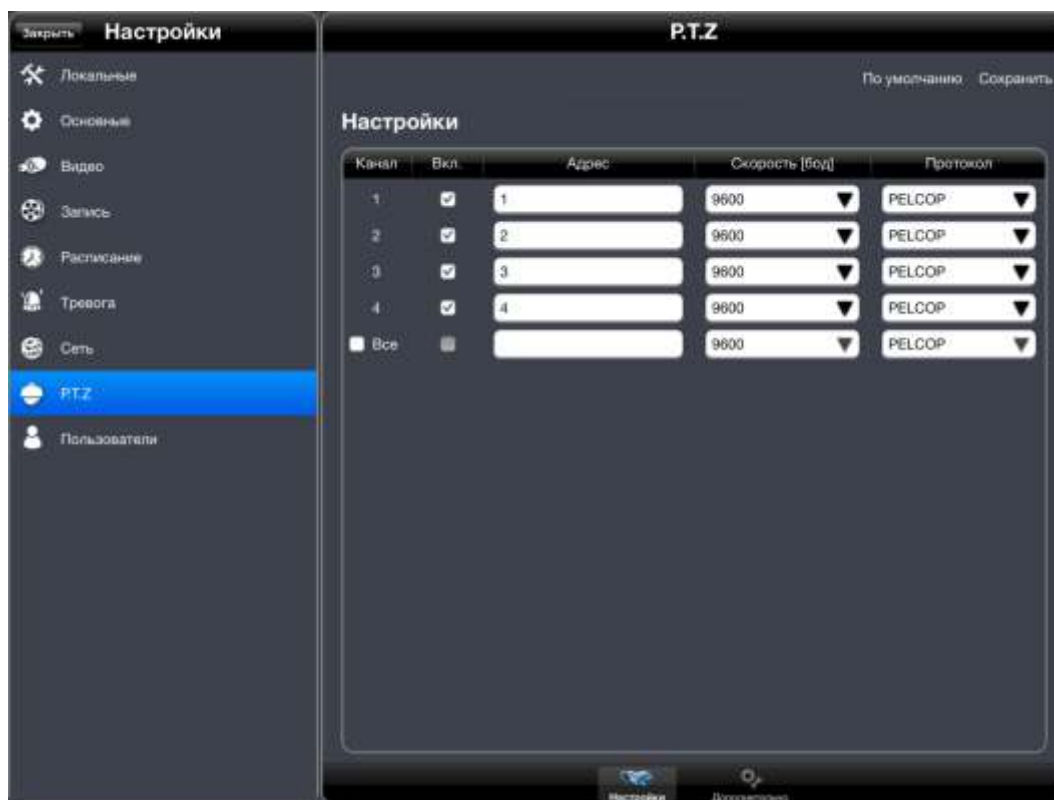 Закрыть Настройки
P.T.Z
Локальные
Основные
Видео
Запись
Расписание
Тревога
Сеть
P.T.Z
Пользователи
По умолчанию Сохранить
Настройки
Канал Вкл. Адрес Скорость [бод] Протокол
1 1 9600 PELCOP
2 2 9600 PELCOP
3 3 9600 PELCOP
4 4 9600 PELCOP
Все 9600 PELCOP
Настройки Дополнительно